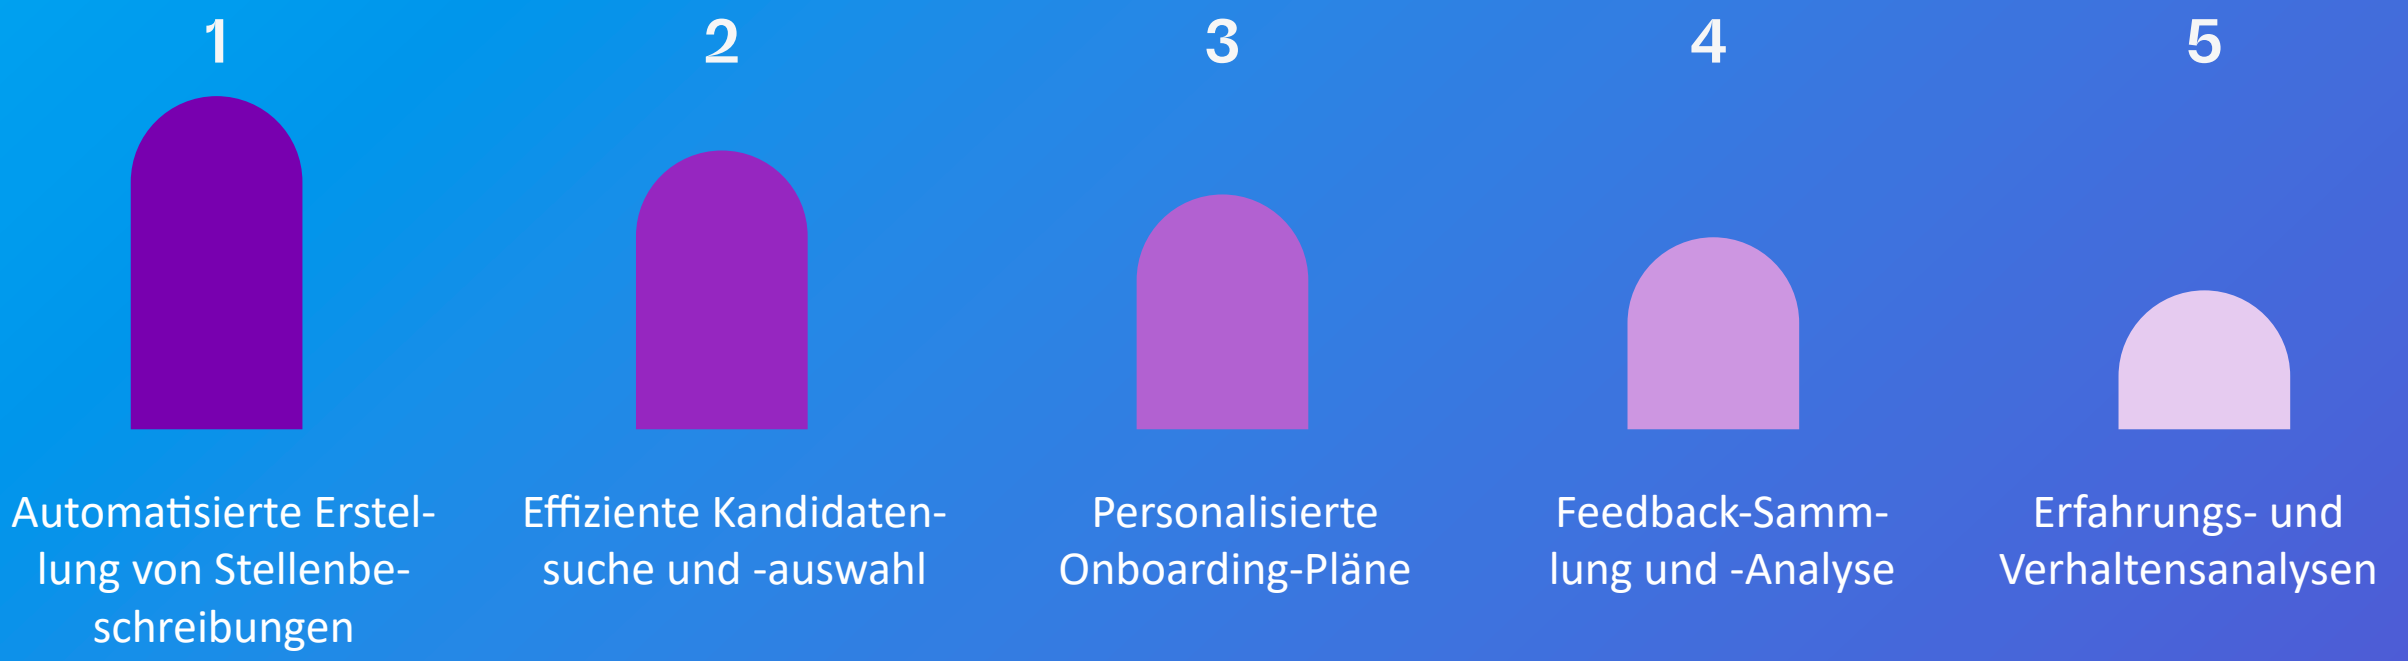 1
2
3
4
5
Automatisierte Erstel-
lung von Stellenbe-
schreibungen
Effiziente Kandidaten-
suche und -auswahl
Personalisierte
Onboarding-Pläne
Feedback-Samm-
lung und -Analyse
Erfahrungs- und
Verhaltensanalysen